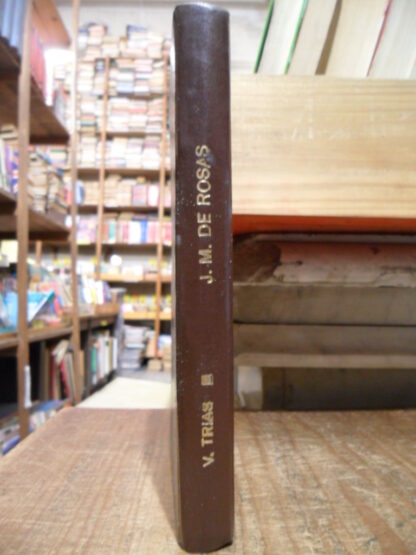 V. TRIAS
J. M. DE ROSAS